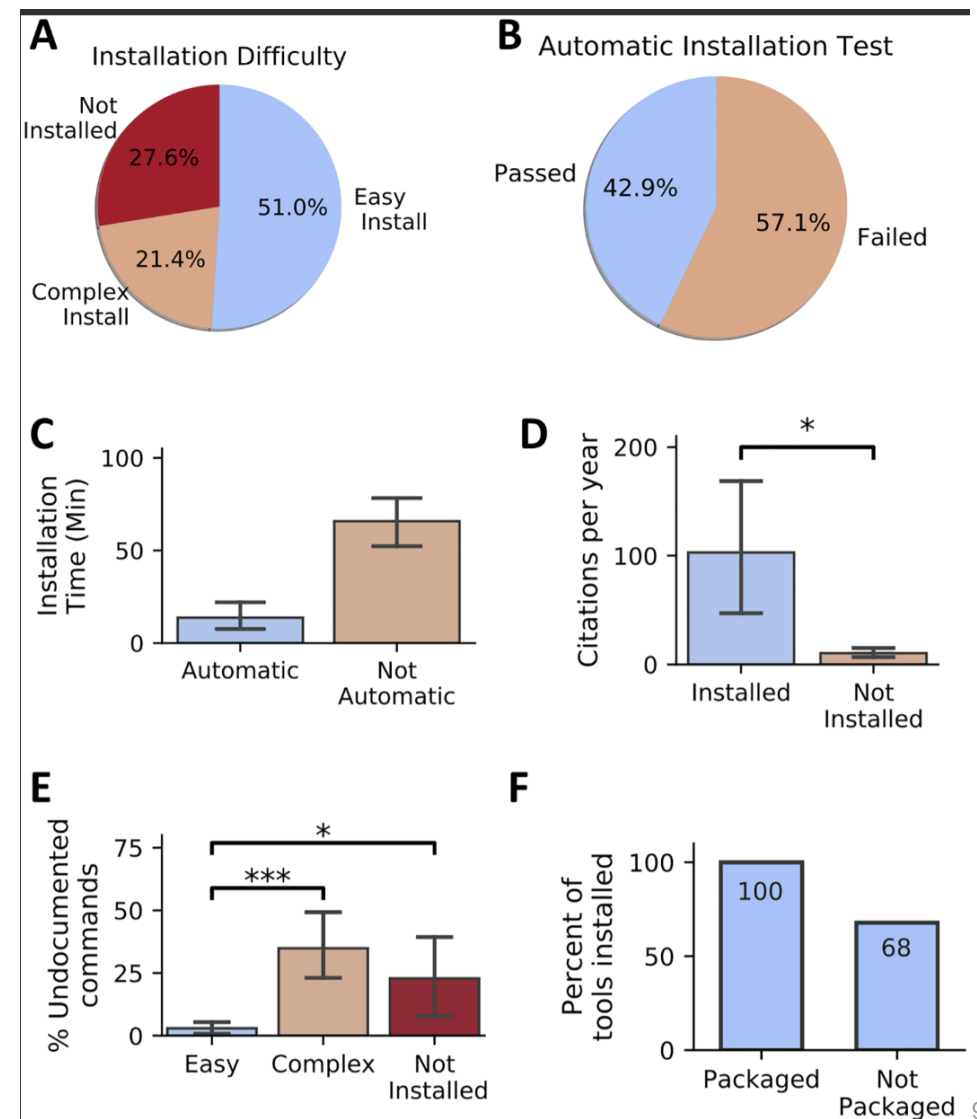 A
Installation Difficulty
Not
Installed
27.6%
51.0%
Easy
Install
21.4%
Complex
Install
B
Automatic Installation Test
Passed
42.9%
57.1%
Failed
C
Installation
Time (Min)
100
50
0
Automatic
Not
Automatic
D
Citations per year
200
100
0
*
Installed
Not
Installed
E
% Undocumented
commands
75
50
25
0
*
***
Easy
Complex
Not
Installed
F
Percent of
tools installed
100
50
0
100
68
Packaged
Not
Packaged